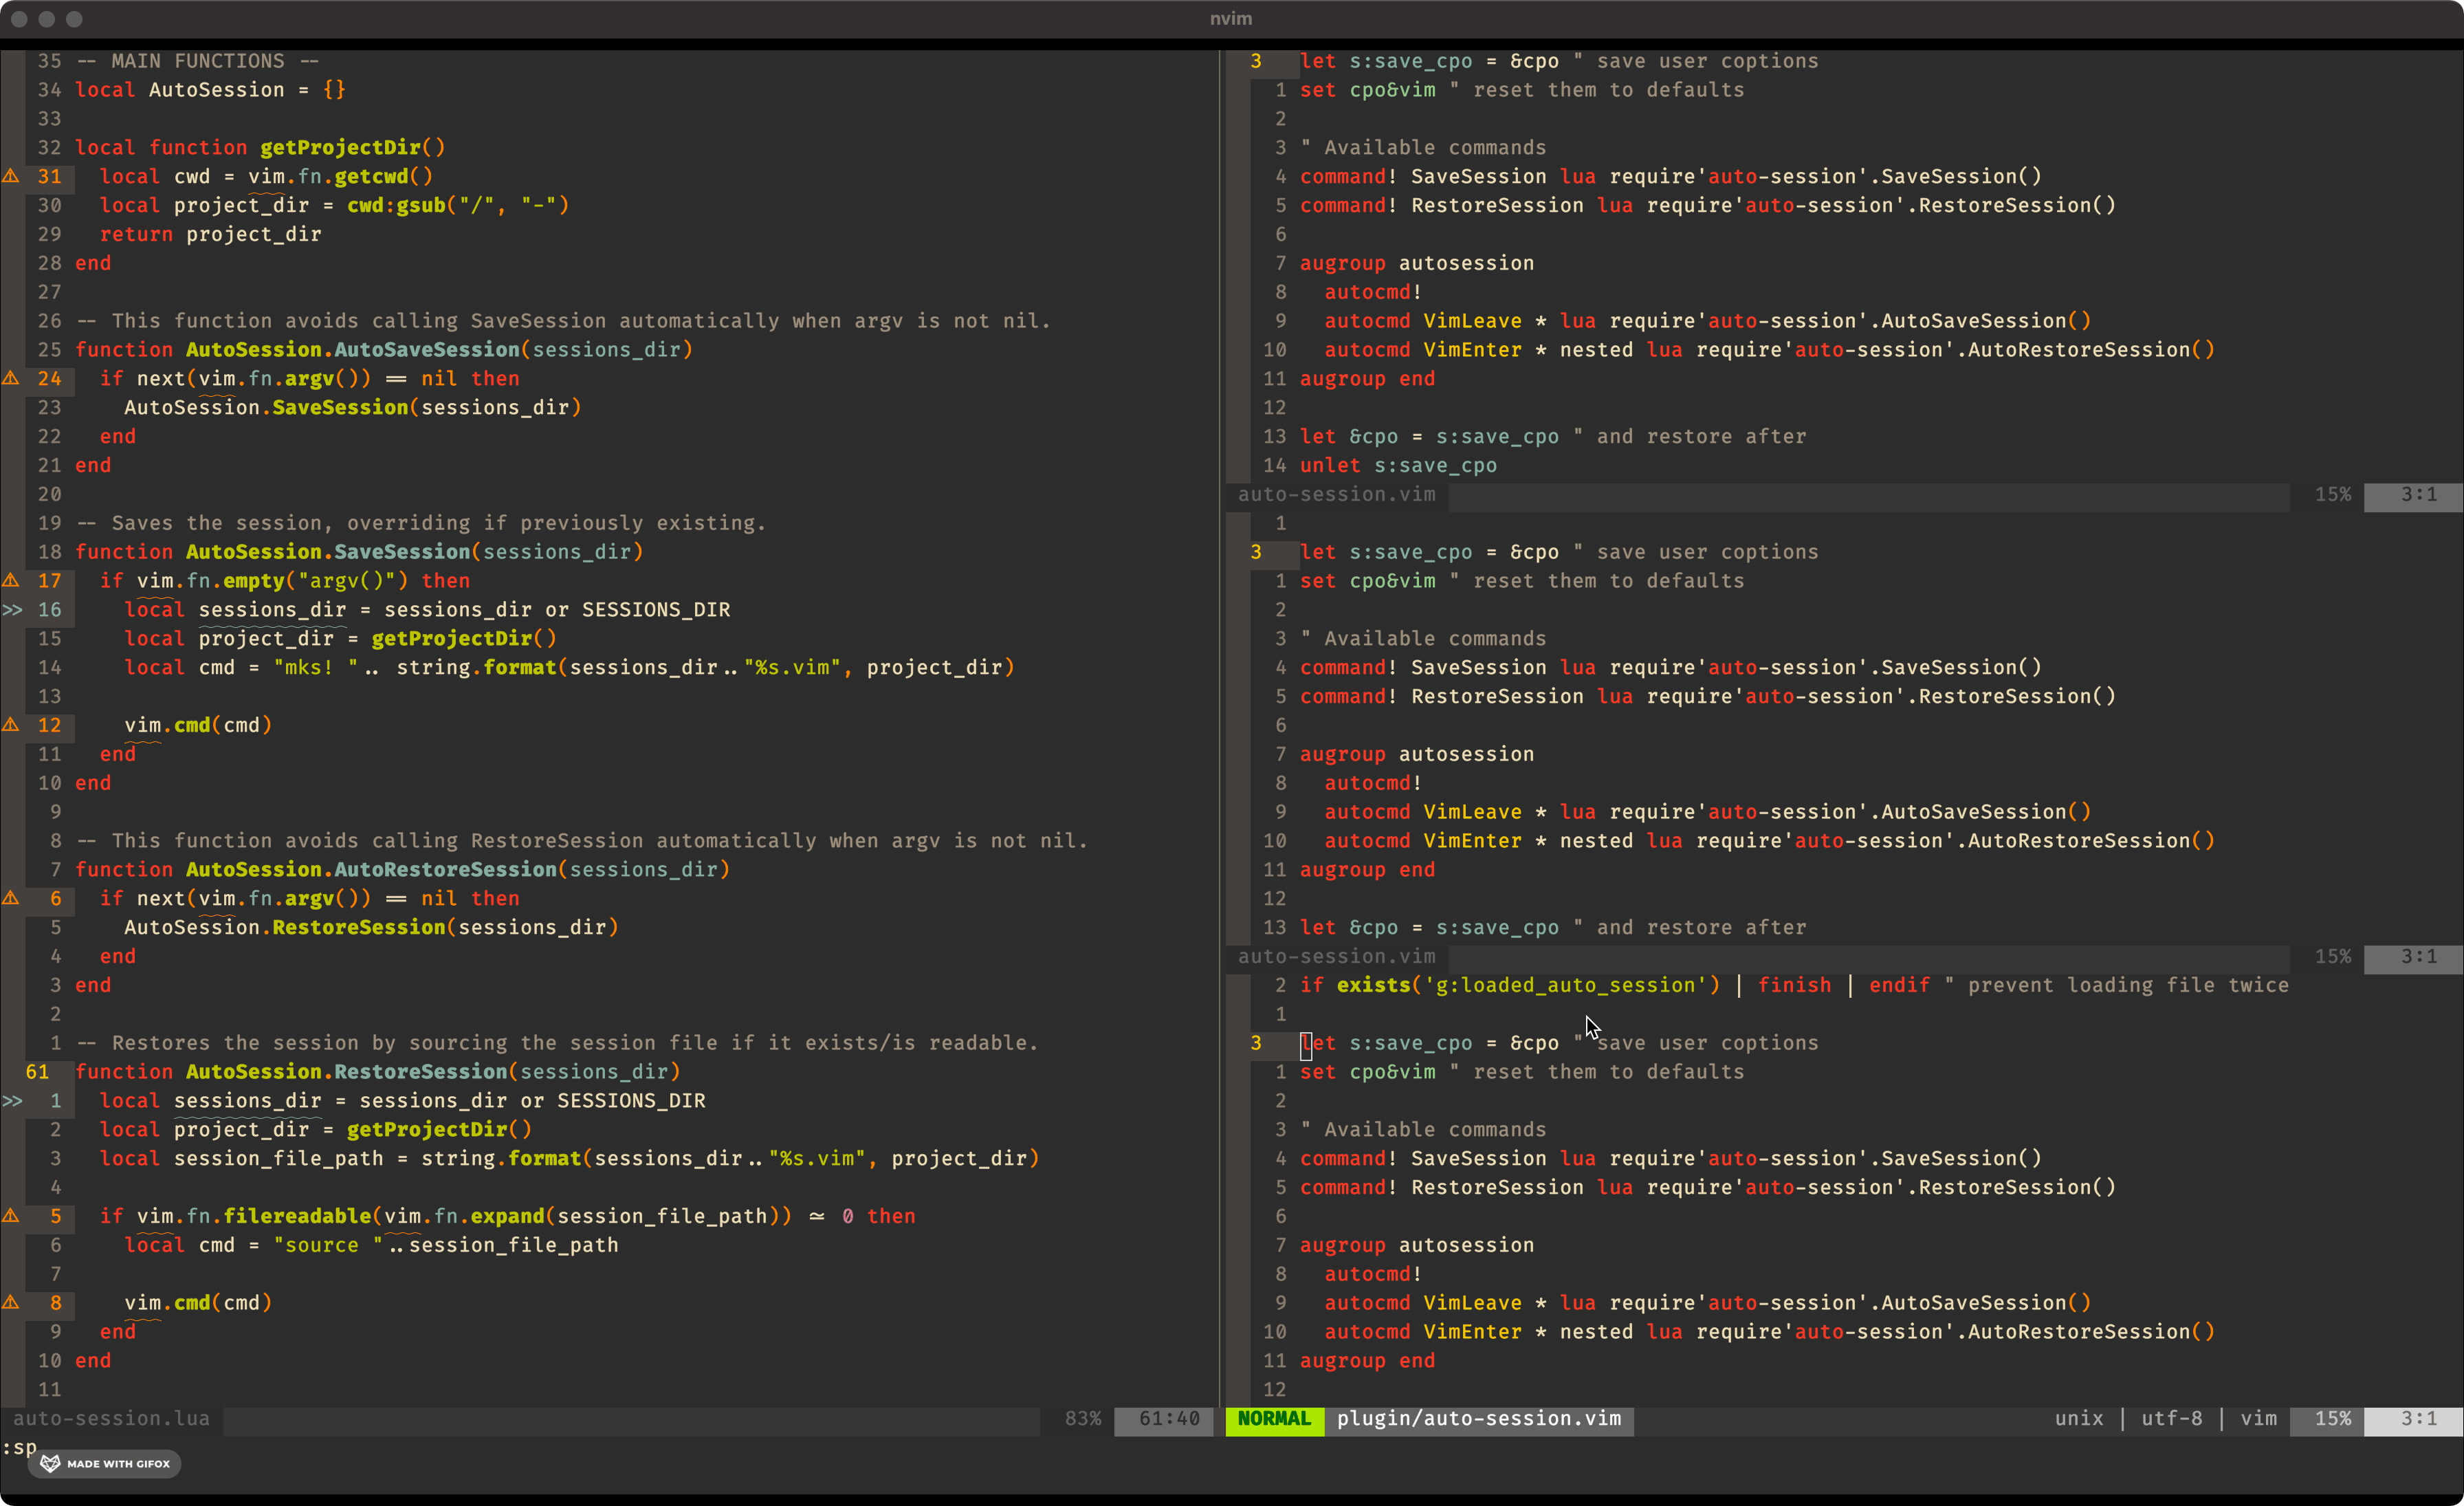 nvim
35 -- MAIN FUNCTIONS --
34 local AutoSession = {}
33
32 local function getProjectDir()
⚠ 31   local cwd = vim.fn.getcwd()
30   local project_dir = cwd:gsub("/", "-")
29   return project_dir
28 end
27
26 -- This function avoids calling SaveSession automatically when argv is not nil.
25 function AutoSession.AutoSaveSession(sessions_dir)
⚠ 24   if next(vim.fn.argv()) == nil then
23     AutoSession.SaveSession(sessions_dir)
22   end
21 end
20
19 -- Saves the session, overriding if previously existing.
18 function AutoSession.SaveSession(sessions_dir)
⚠ 17   if vim.fn.empty("argv()") then
>> 16     local sessions_dir = sessions_dir or SESSIONS_DIR
15     local project_dir = getProjectDir()
14     local cmd = "mks! ".. string.format(sessions_dir.."%s.vim", project_dir)
13
⚠ 12     vim.cmd(cmd)
11   end
10 end
9
8 -- This function avoids calling RestoreSession automatically when argv is not nil.
7 function AutoSession.AutoRestoreSession(sessions_dir)
⚠ 6   if next(vim.fn.argv()) == nil then
5     AutoSession.RestoreSession(sessions_dir)
4   end
3 end
2
1 -- Restores the session by sourcing the session file if it exists/is readable.
61 function AutoSession.RestoreSession(sessions_dir)
>> 1   local sessions_dir = sessions_dir or SESSIONS_DIR
2   local project_dir = getProjectDir()
3   local session_file_path = string.format(sessions_dir.."%s.vim", project_dir)
4
⚠ 5   if vim.fn.filereadable(vim.fn.expand(session_file_path)) ~= 0 then
6     local cmd = "source "..session_file_path
7
⚠ 8     vim.cmd(cmd)
9   end
10 end
11
auto-session.lua 83% 61:40
3 let s:save_cpo = &cpo " save user coptions
1 set cpo&vim " reset them to defaults
2
3 " Available commands
4 command! SaveSession lua require'auto-session'.SaveSession()
5 command! RestoreSession lua require'auto-session'.RestoreSession()
6
7 augroup autosession
8   autocmd!
9   autocmd VimLeave * lua require'auto-session'.AutoSaveSession()
10   autocmd VimEnter * nested lua require'auto-session'.AutoRestoreSession()
11 augroup end
12
13 let &cpo = s:save_cpo " and restore after
14 unlet s:save_cpo
auto-session.vim 15% 3:1
1
3 let s:save_cpo = &cpo " save user coptions
1 set cpo&vim " reset them to defaults
2
3 " Available commands
4 command! SaveSession lua require'auto-session'.SaveSession()
5 command! RestoreSession lua require'auto-session'.RestoreSession()
6
7 augroup autosession
8   autocmd!
9   autocmd VimLeave * lua require'auto-session'.AutoSaveSession()
10   autocmd VimEnter * nested lua require'auto-session'.AutoRestoreSession()
11 augroup end
12
13 let &cpo = s:save_cpo " and restore after
auto-session.vim 15% 3:1
2 if exists('g:loaded_auto_session') | finish | endif " prevent loading file twice
1
3 let s:save_cpo = &cpo " save user coptions
1 set cpo&vim " reset them to defaults
2
3 " Available commands
4 command! SaveSession lua require'auto-session'.SaveSession()
5 command! RestoreSession lua require'auto-session'.RestoreSession()
6
7 augroup autosession
8   autocmd!
9   autocmd VimLeave * lua require'auto-session'.AutoSaveSession()
10   autocmd VimEnter * nested lua require'auto-session'.AutoRestoreSession()
11 augroup end
12
NORMAL plugin/auto-session.vim unix | utf-8 | vim 15% 3:1
:sp
MADE WITH GIFOX